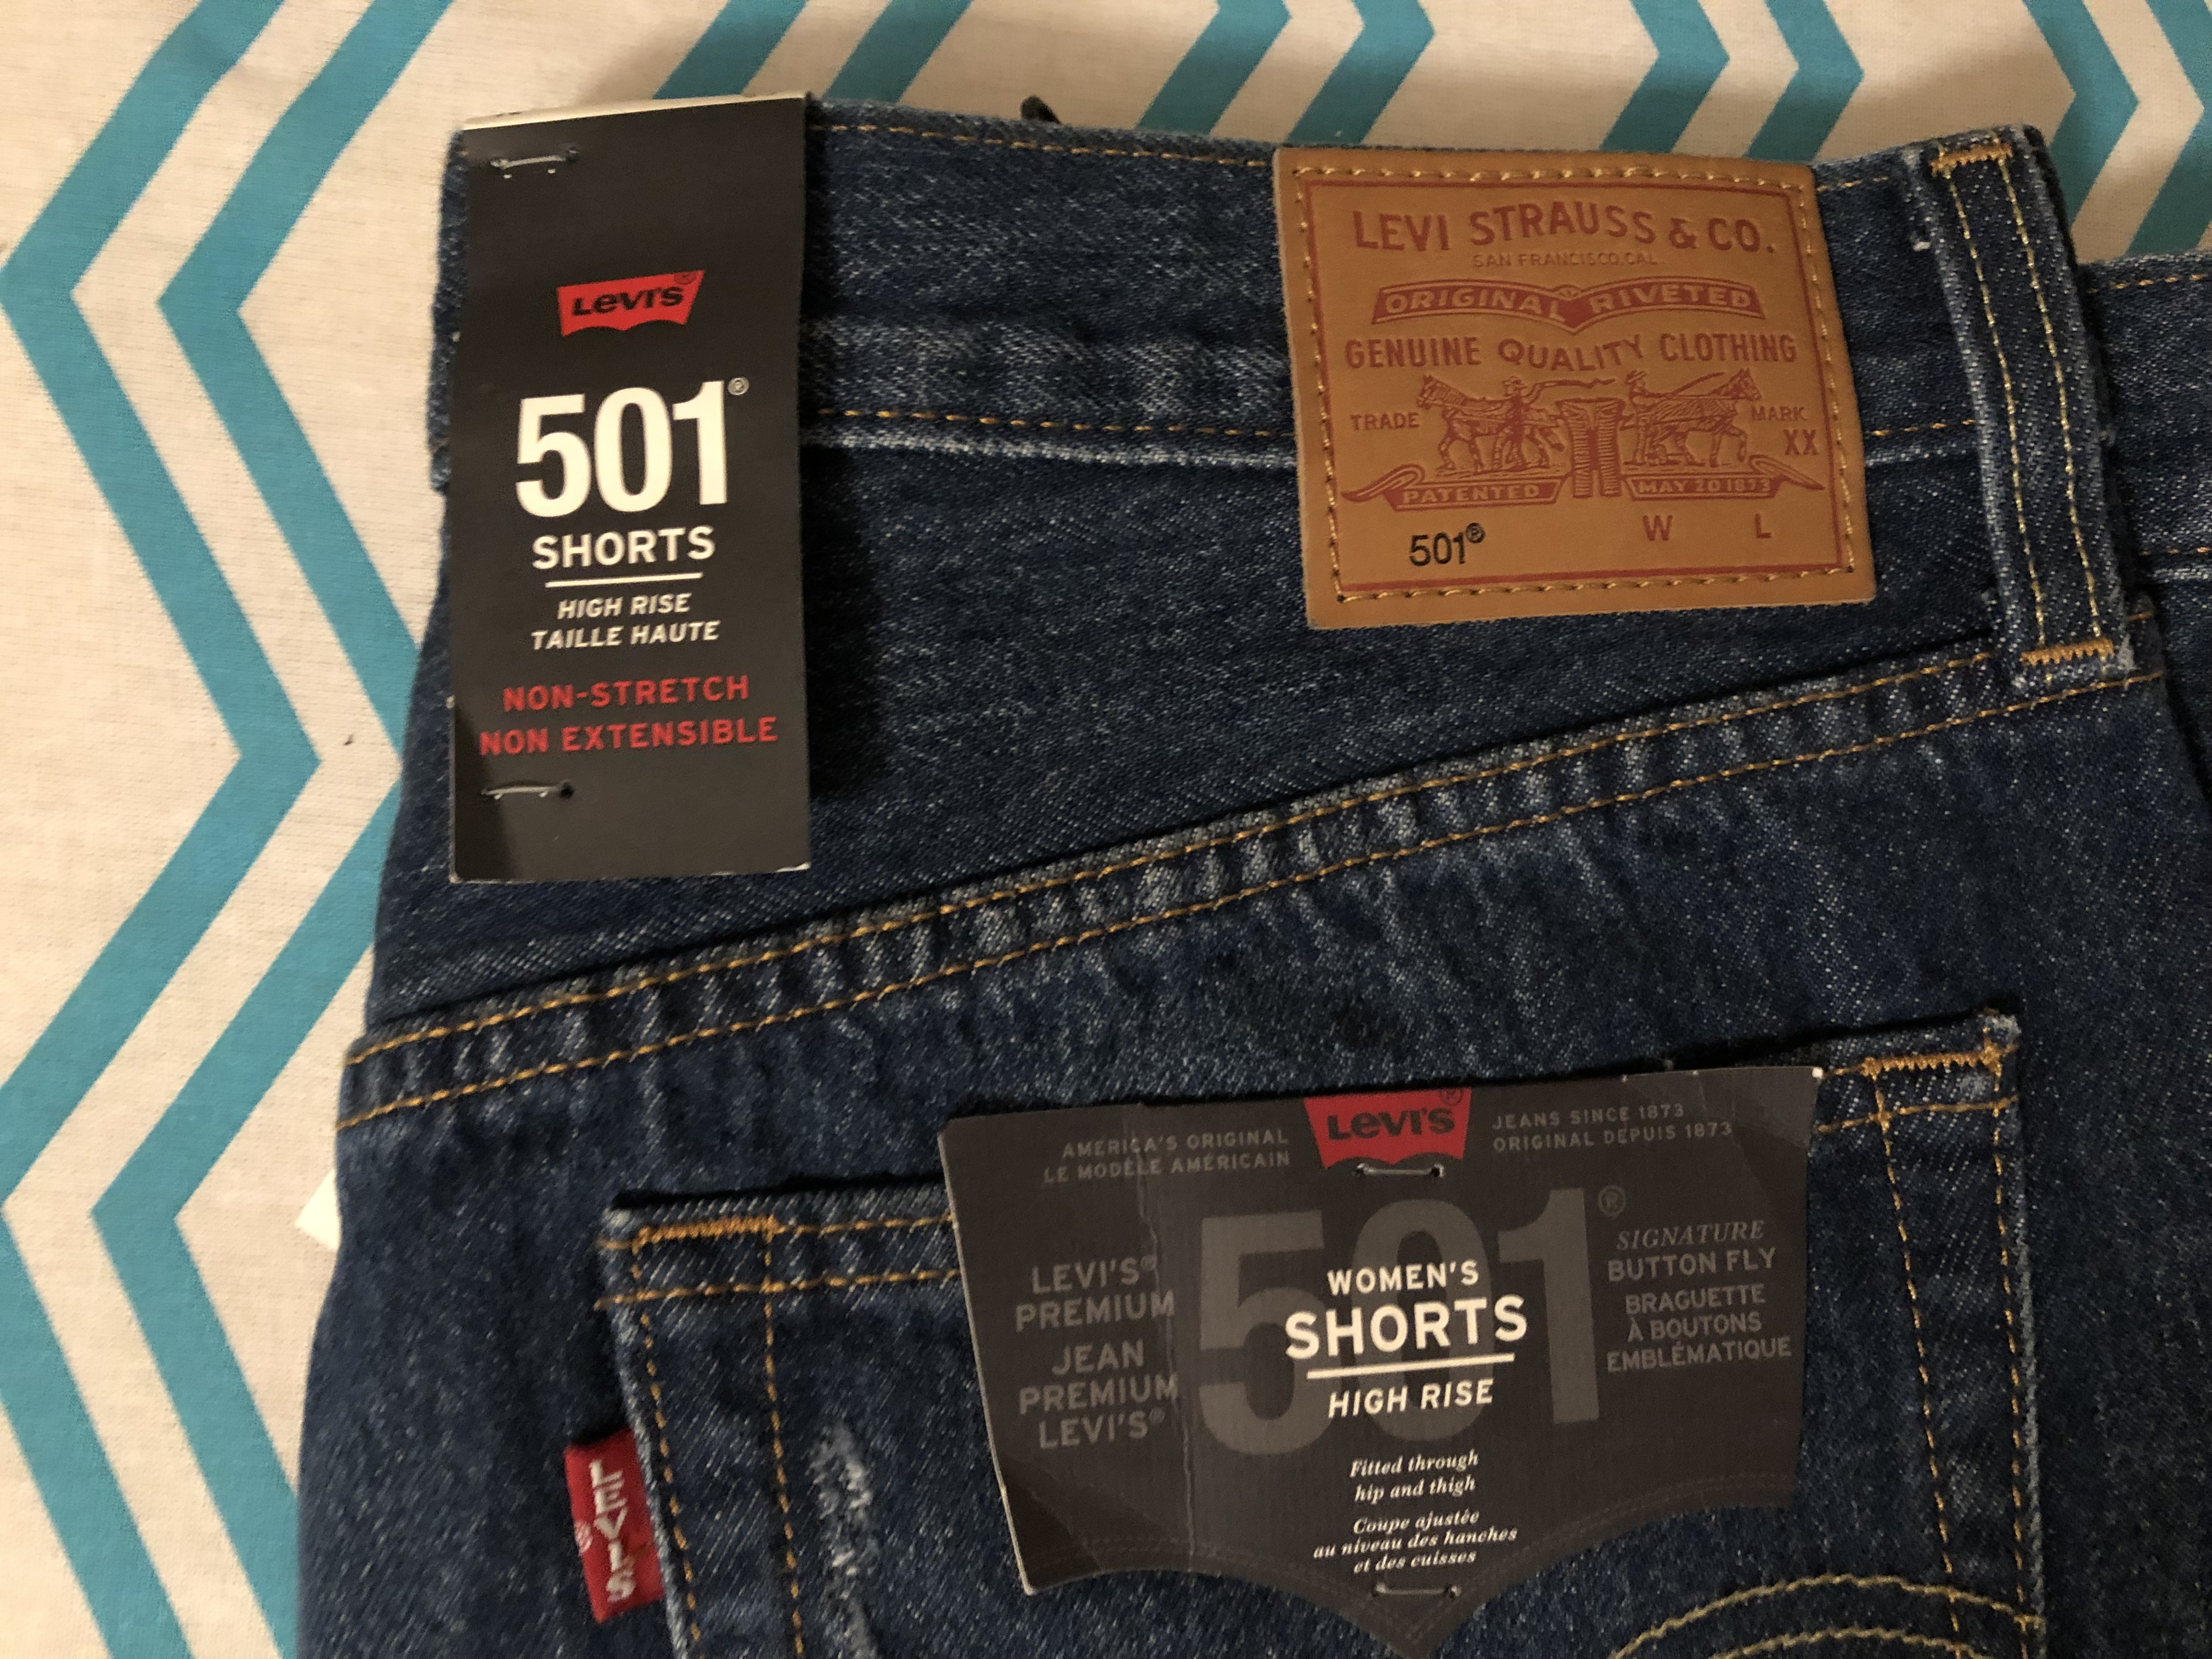 Levi's®
501®
SHORTS
HIGH RISE
TAILLE HAUTE
NON-STRETCH
NON EXTENSIBLE
LEVI STRAUSS & CO.
SAN FRANCISCO, CAL.
ORIGINAL RIVETED
GENUINE QUALITY CLOTHING
TRADE MARK
XX
PATENTED MAY 20 1873
W L
501®
AMERICA'S ORIGINAL
LE MODÈLE AMÉRICAIN
Levi's®
JEANS SINCE 1873
ORIGINAL DEPUIS 1873
501®
LEVI'S®
PREMIUM
JEAN
PREMIUM
LEVI'S®
WOMEN'S
SHORTS
HIGH RISE
Fitted through
hip and thigh
Coupe ajustée
au niveau des hanches
et des cuisses
SIGNATURE
BUTTON FLY
BRAGUETTE
À BOUTONS
EMBLÉMATIQUE
LEVI'S
®